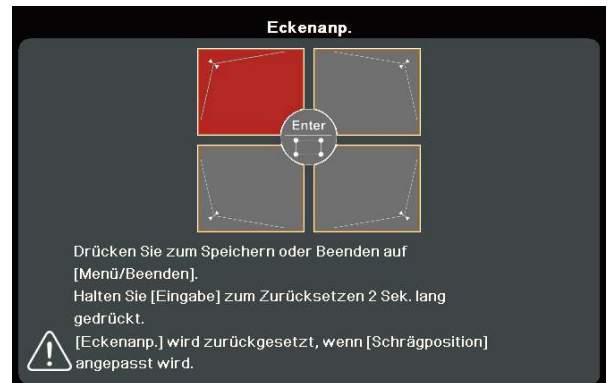 Eckenanp.
Enter
Drücken Sie zum Speichern oder Beenden auf
[Menü/Beenden].
Halten Sie [Eingabe] zum Zurücksetzen 2 Sek. lang
gedrückt.
[Eckenanp.] wird zurückgesetzt, wenn [Schrägposition]
angepasst wird.